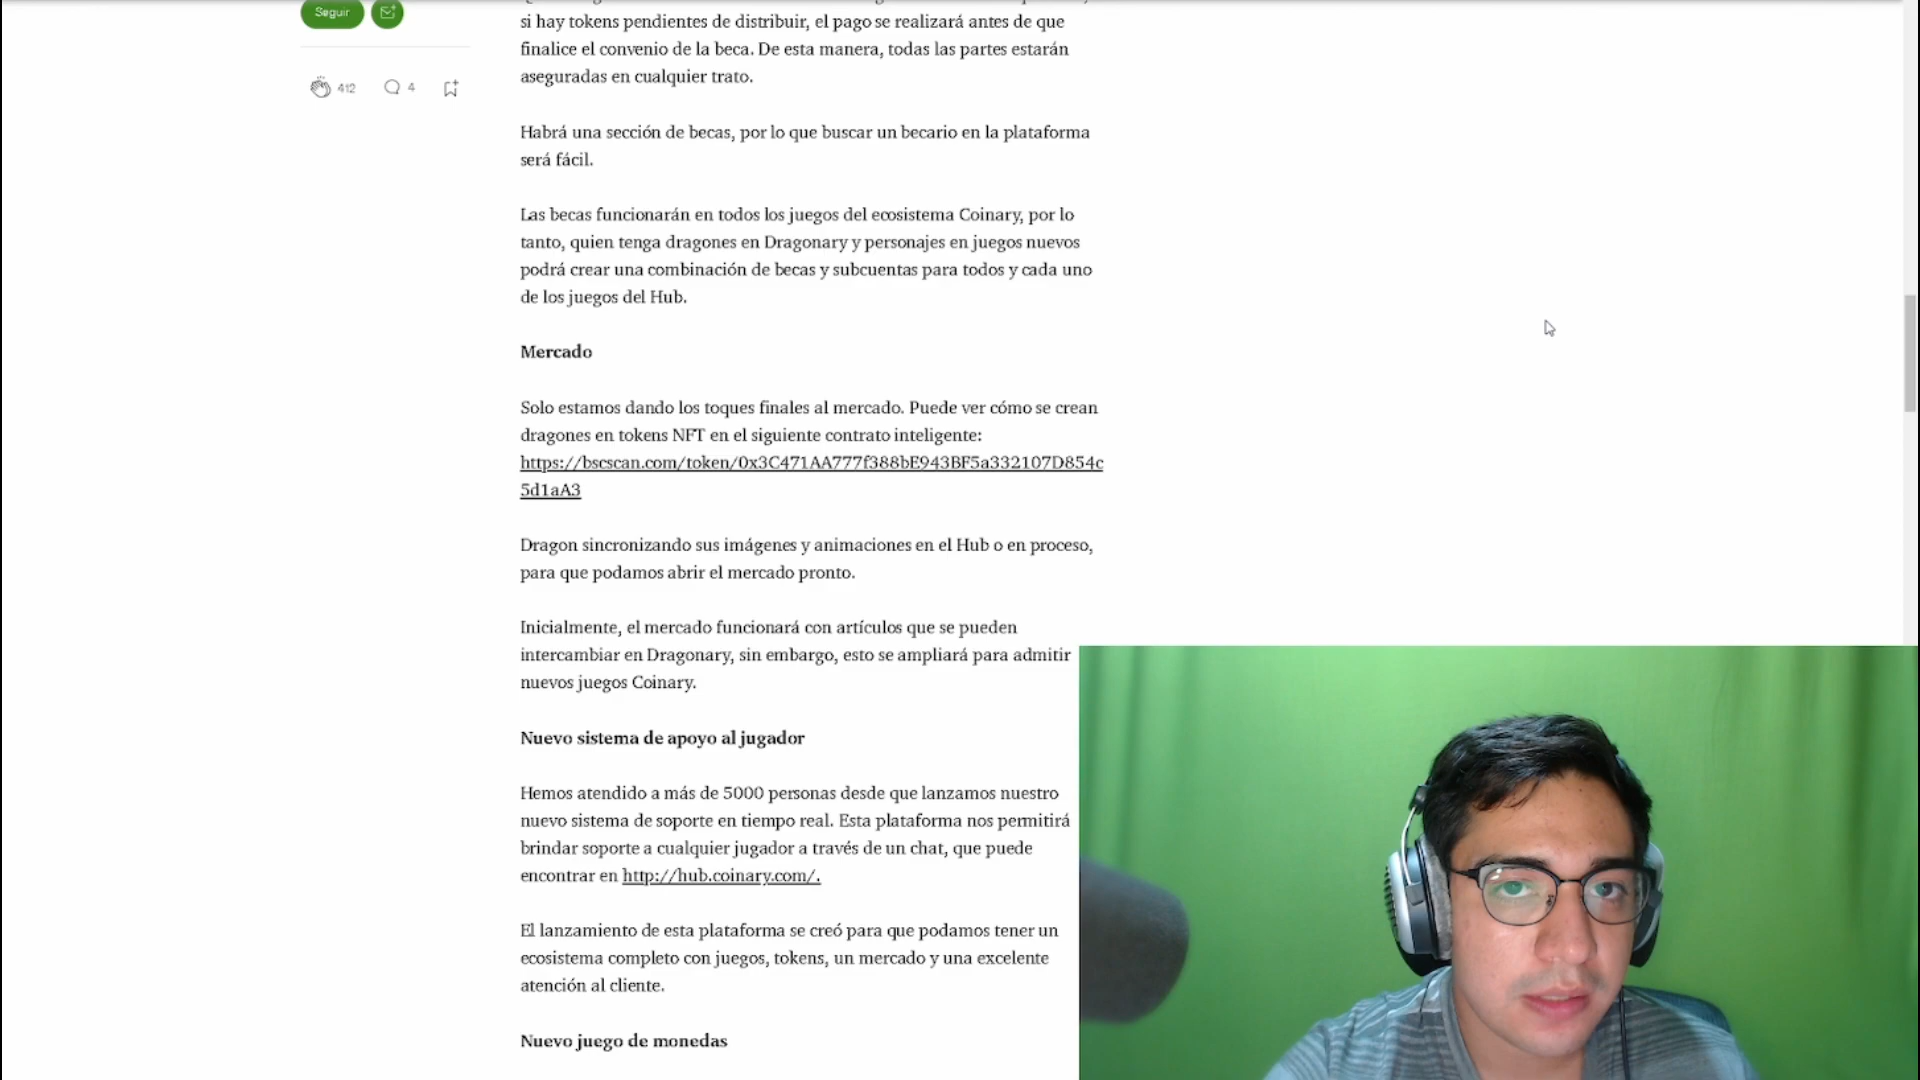 Seguir
412
4
si hay tokens pendientes de distribuir, el pago se realizará antes de que
finalice el convenio de la beca. De esta manera, todas las partes estarán
aseguradas en cualquier trato.
Habrá una sección de becas, por lo que buscar un becario en la plataforma
será fácil.
Las becas funcionarán en todos los juegos del ecosistema Coinary, por lo
tanto, quien tenga dragones en Dragonary y personajes en juegos nuevos
podrá crear una combinación de becas y subcuentas para todos y cada uno
de los juegos del Hub.
Mercado
Solo estamos dando los toques finales al mercado. Puede ver cómo se crean
dragones en tokens NFT en el siguiente contrato inteligente:
https://bscscan.com/token/0x3C471AA777f388bE943BF5a332107D854c
5d1aA3
Dragon sincronizando sus imágenes y animaciones en el Hub o en proceso,
para que podamos abrir el mercado pronto.
Inicialmente, el mercado funcionará con artículos que se pueden
intercambiar en Dragonary, sin embargo, esto se ampliará para admitir
nuevos juegos Coinary.
Nuevo sistema de apoyo al jugador
Hemos atendido a más de 5000 personas desde que lanzamos nuestro
nuevo sistema de soporte en tiempo real. Esta plataforma nos permitirá
brindar soporte a cualquier jugador a través de un chat, que puede
encontrar en http://hub.coinary.com/.
El lanzamiento de esta plataforma se creó para que podamos tener un
ecosistema completo con juegos, tokens, un mercado y una excelente
atención al cliente.
Nuevo juego de monedas